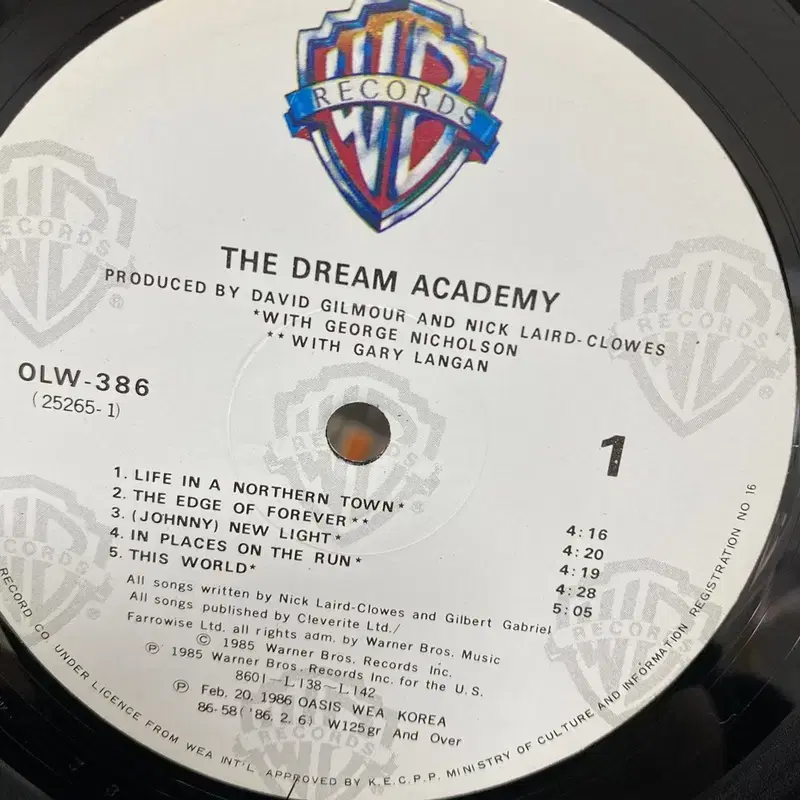 WB
RECORDS
THE DREAM ACADEMY
PRODUCED BY DAVID GILMOUR AND NICK LAIRD-CLOWES
*WITH GEORGE NICHOLSON
**WITH GARY LANGAN
OLW-386
(25265-1)
1
1. LIFE IN A NORTHERN TOWN* 4:16
2. THE EDGE OF FOREVER** 4:20
3. (JOHNNY) NEW LIGHT* 4:19
4. IN PLACES ON THE RUN* 4:28
5. THIS WORLD* 5:05
All songs written by Nick Laird-Clowes and Gilbert Gabriel
All songs published by Cleverite Ltd./
Farrowise Ltd. all rights adm. by Warner Bros. Music
© 1985 Warner Bros. Records Inc.
℗ 1985 Warner Bros. Records Inc. for the U.S.
8601-L138-L142
℗ Feb. 20. 1986 OASIS WEA KOREA
86-58('86. 2. 6) W125gr And Over
RECORD CO. UNDER LICENCE FROM WEA INT'L APPROVED BY K.E.C.P.P. MINISTRY OF CULTURE AND INFORMATION REGISTRATION NO 16